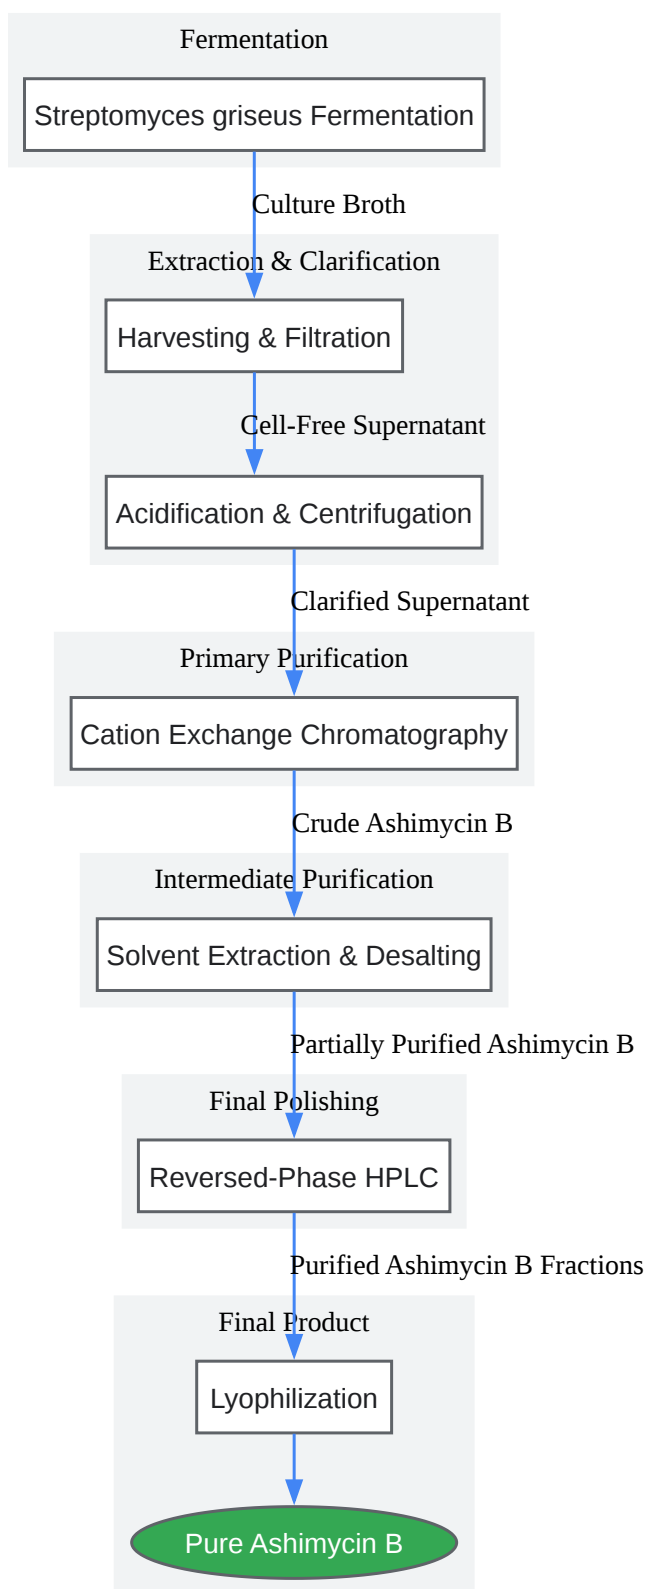 Fermentation
Streptomyces griseus Fermentation
Culture Broth
Extraction & Clarification
Harvesting & Filtration
Cell-Free Supernatant
Acidification & Centrifugation
Clarified Supernatant
Primary Purification
Cation Exchange Chromatography
Crude Ashimycin B
Intermediate Purification
Solvent Extraction & Desalting
Partially Purified Ashimycin B
Final Polishing
Reversed-Phase HPLC
Purified Ashimycin B Fractions
Final Product
Lyophilization
Pure Ashimycin B